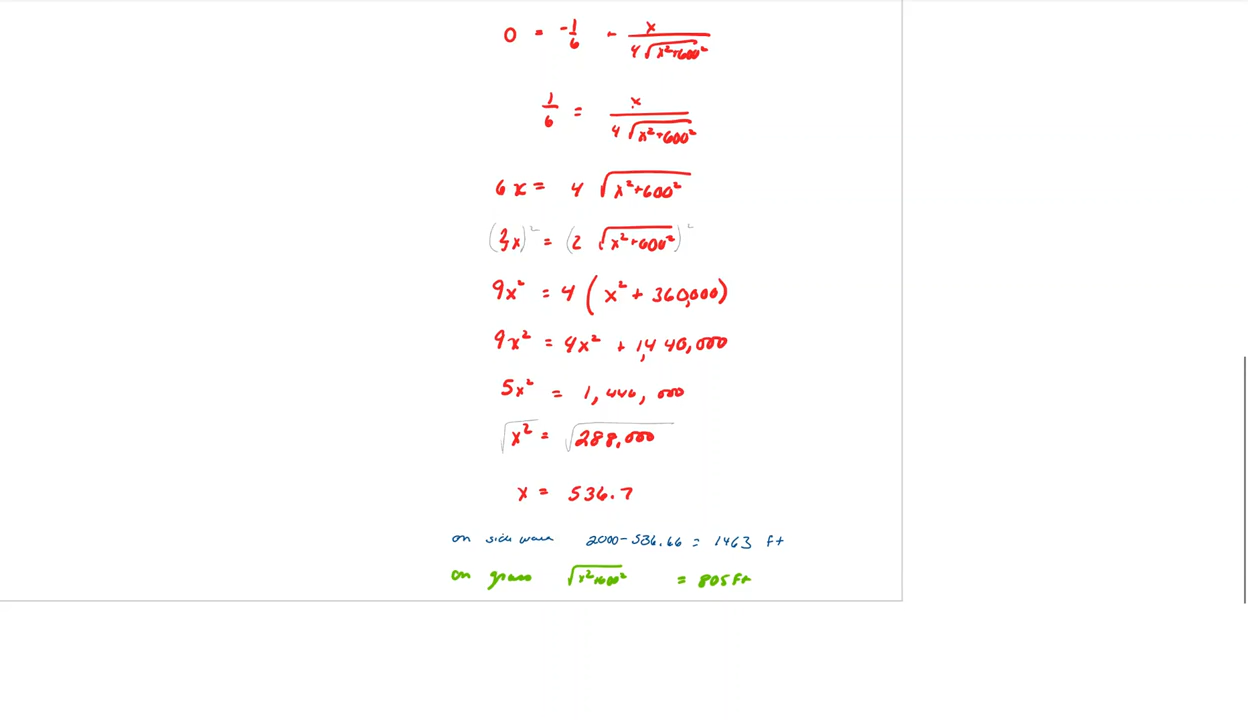 0 = -1/6 + x/(4√(x²+600²))
1/6 = x/(4√(x²+600²))
6x = 4 √(x²+600²)
(3x)² = (2 √(x²+600²))²
9x² = 4 (x² + 360,000)
9x² = 4x² + 1,440,000
5x² = 1,440,000
√x² = √288,000
x = 536.7
on side walk 2000-536.66 = 1463 ft
on grass √(x²+600²) = 805 ft